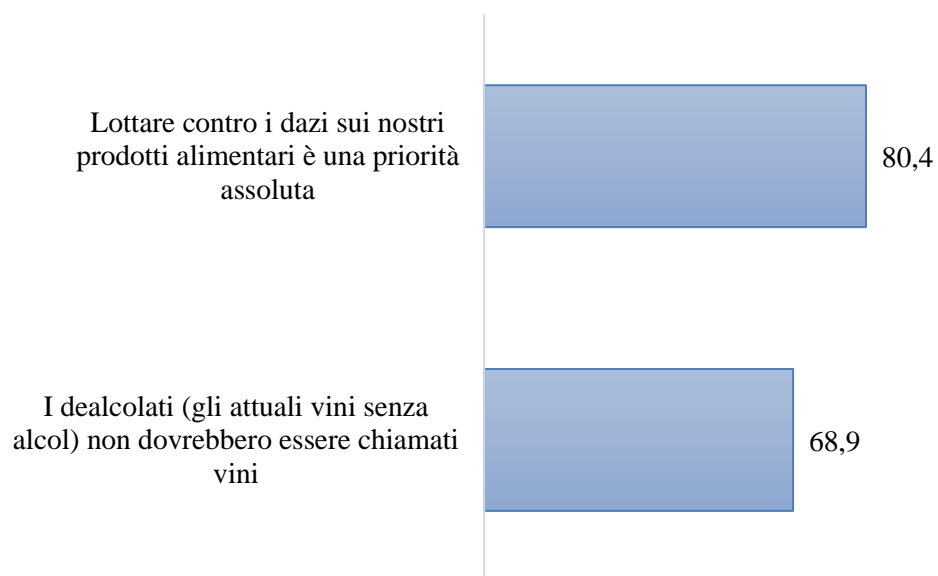 Lottare contro i dazi sui nostri
prodotti alimentari è una priorità
assoluta
80,4
I dealcolati (gli attuali vini senza
alcol) non dovrebbero essere chiamati
vini
68,9